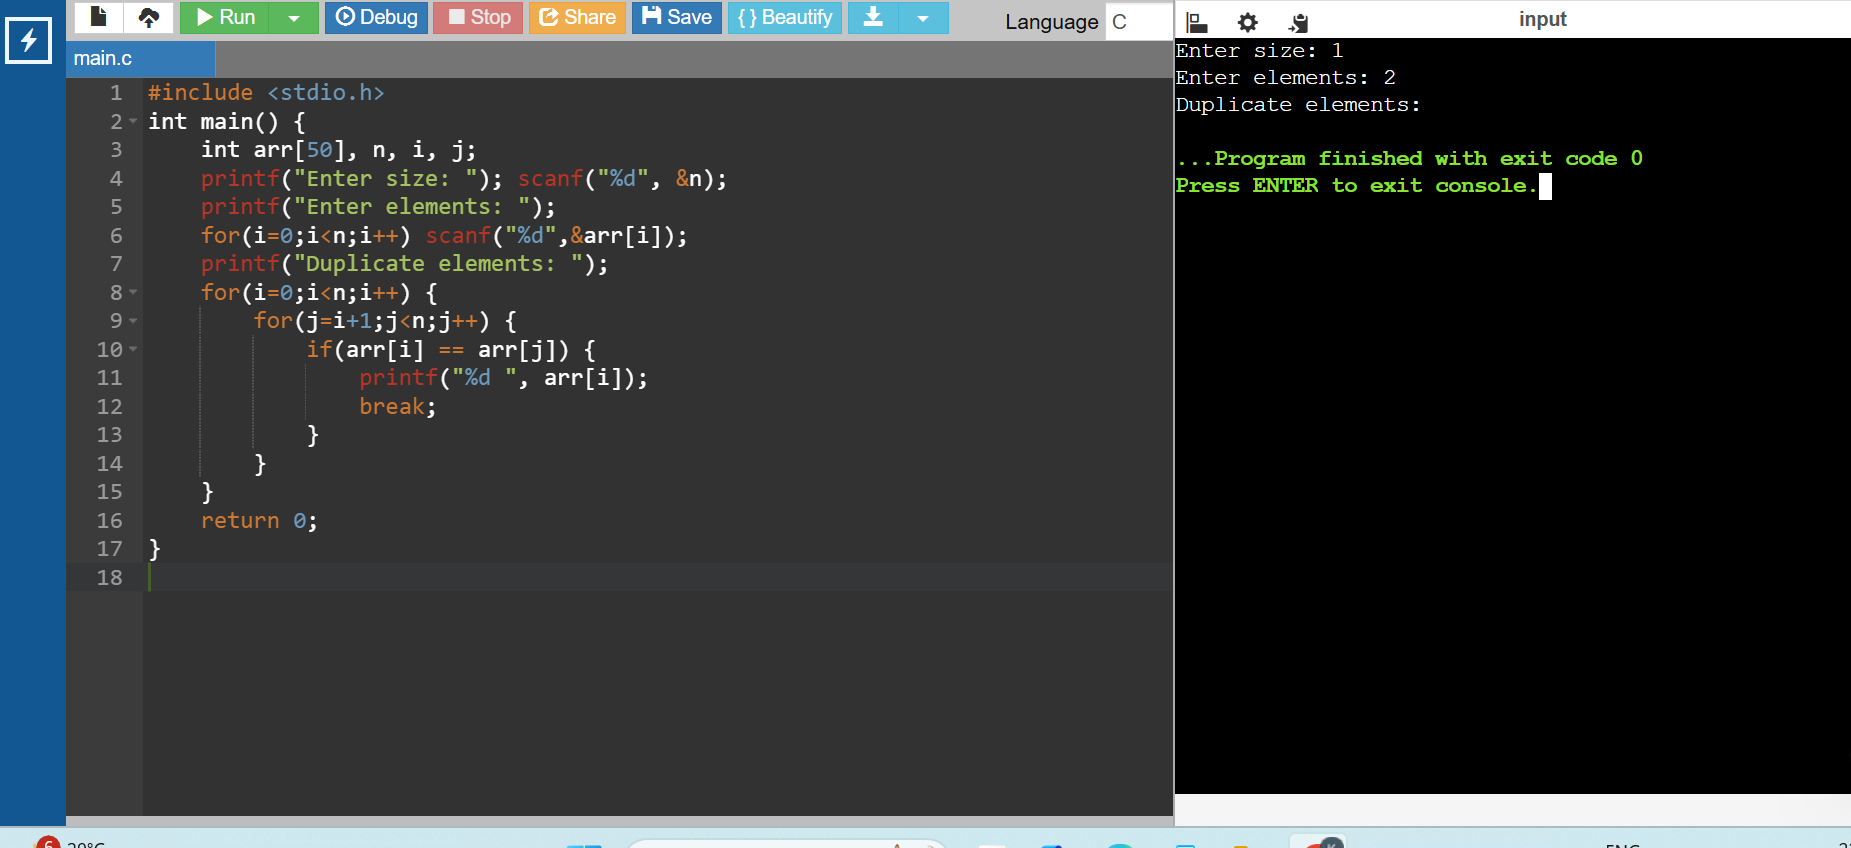 Run
Debug
Stop
Share
Save
{ } Beautify
Language C
input
main.c
1 #include <stdio.h>
2 int main() {
3     int arr[50], n, i, j;
4     printf("Enter size: "); scanf("%d", &n);
5     printf("Enter elements: ");
6     for(i=0;i<n;i++) scanf("%d",&arr[i]);
7     printf("Duplicate elements: ");
8     for(i=0;i<n;i++) {
9         for(j=i+1;j<n;j++) {
10             if(arr[i] == arr[j]) {
11                 printf("%d ", arr[i]);
12                 break;
13             }
14         }
15     }
16     return 0;
17 }
18
Enter size: 1
Enter elements: 2
Duplicate elements:
...Program finished with exit code 0
Press ENTER to exit console.
6
K